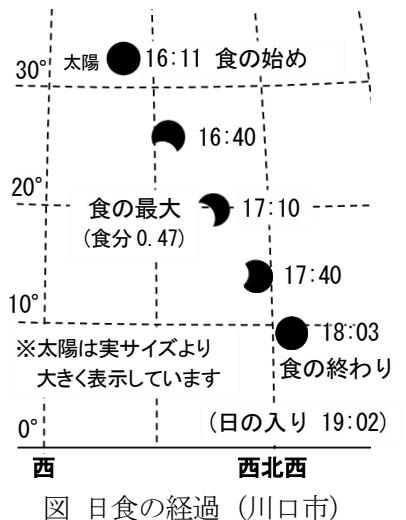 太陽 16:11 食の始め
30°
16:40
20°
食の最大 17:10
(食分 0.47)
17:40
10°
18:03
※太陽は実サイズより
大きく表示しています
食の終わり
0°
(日の入り 19:02)
西 西北西
図 日食の経過（川口市）